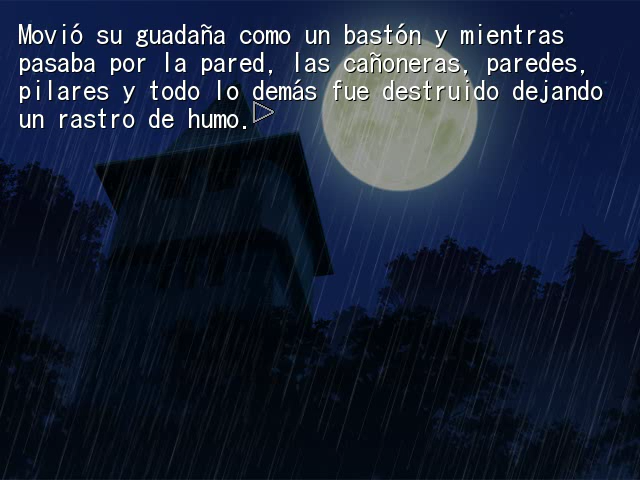 Movió su guadaña como un bastón y mientras
pasaba por la pared, las cañoneras, paredes,
pilares y todo lo demás fue destruido dejando
un rastro de humo.